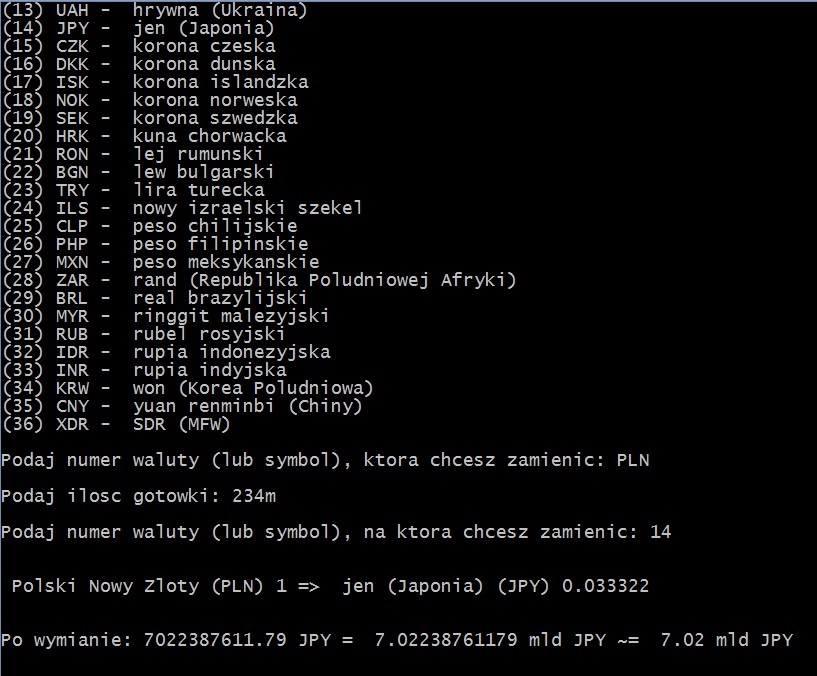 (13) UAH -  hrywna (Ukraina)
(14) JPY -  jen (Japonia)
(15) CZK -  korona czeska
(16) DKK -  korona dunska
(17) ISK -  korona islandzka
(18) NOK -  korona norweska
(19) SEK -  korona szwedzka
(20) HRK -  kuna chorwacka
(21) RON -  lej rumunski
(22) BGN -  lew bulgarski
(23) TRY -  lira turecka
(24) ILS -  nowy izraelski szekel
(25) CLP -  peso chilijskie
(26) PHP -  peso filipinskie
(27) MXN -  peso meksykanskie
(28) ZAR -  rand (Republika Poludniowej Afryki)
(29) BRL -  real brazylijski
(30) MYR -  ringgit malezyjski
(31) RUB -  rubel rosyjski
(32) IDR -  rupia indonezyjska
(33) INR -  rupia indyjska
(34) KRW -  won (Korea Poludniowa)
(35) CNY -  yuan renminbi (Chiny)
(36) XDR -  SDR (MFW)
Podaj numer waluty (lub symbol), ktora chcesz zamienic: PLN
Podaj ilosc gotowki: 234m
Podaj numer waluty (lub symbol), na ktora chcesz zamienic: 14
Polski Nowy Zloty (PLN) 1 =>  jen (Japonia) (JPY) 0.033322
Po wymianie: 7022387611.79 JPY =  7.02238761179 mld JPY ~=  7.02 mld JPY